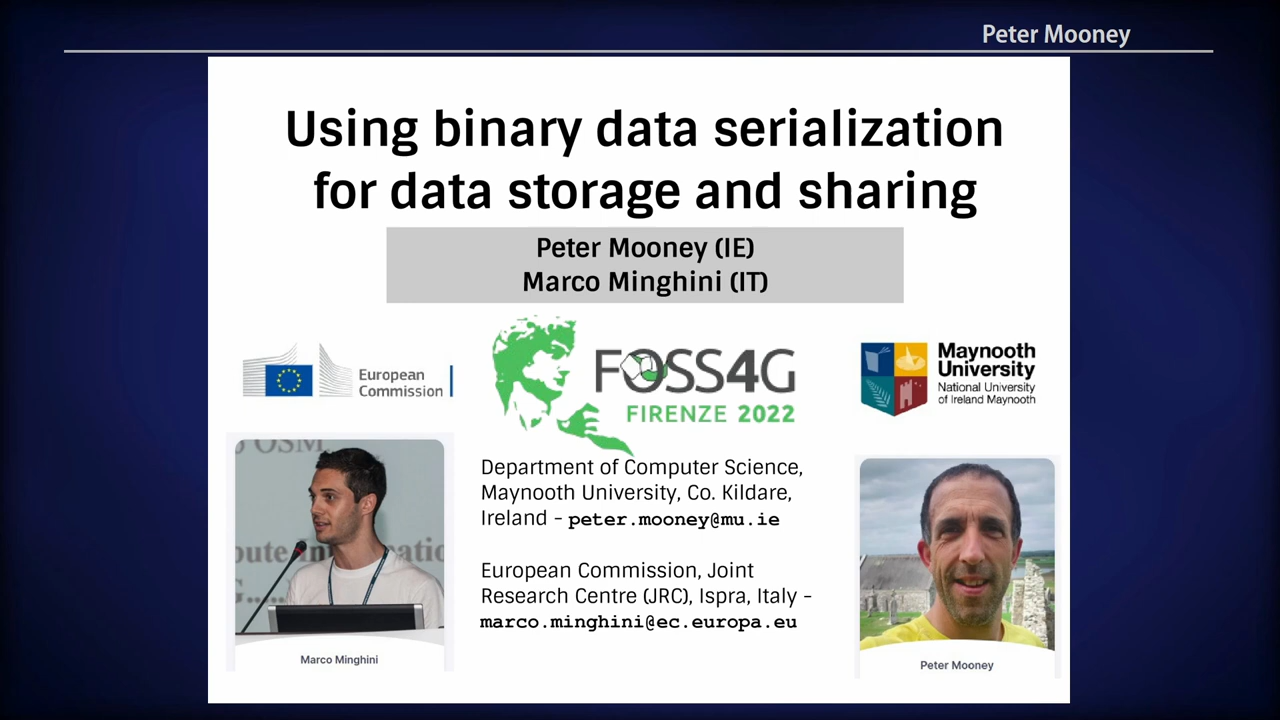 Peter Mooney
Using binary data serialization
for data storage and sharing
Peter Mooney (IE)
Marco Minghini (IT)
European
Commission
FOSS4G
FIRENZE 2022
Maynooth
University
National University
of Ireland Maynooth
OSM
Department of Computer Science,
Maynooth University, Co. Kildare,
Ireland - peter.mooney@mu.ie
European Commission, Joint
Research Centre (JRC), Ispra, Italy -
marco.minghini@ec.europa.eu
Marco Minghini
Peter Mooney